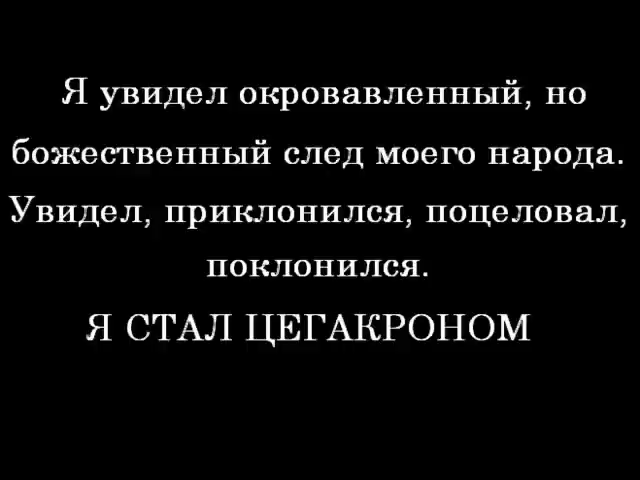 Я увидел окровавленный, но
божественный след моего народа.
Увидел, приклонился, поцеловал,
поклонился.
Я СТАЛ ЦЕГАКРОНОМ